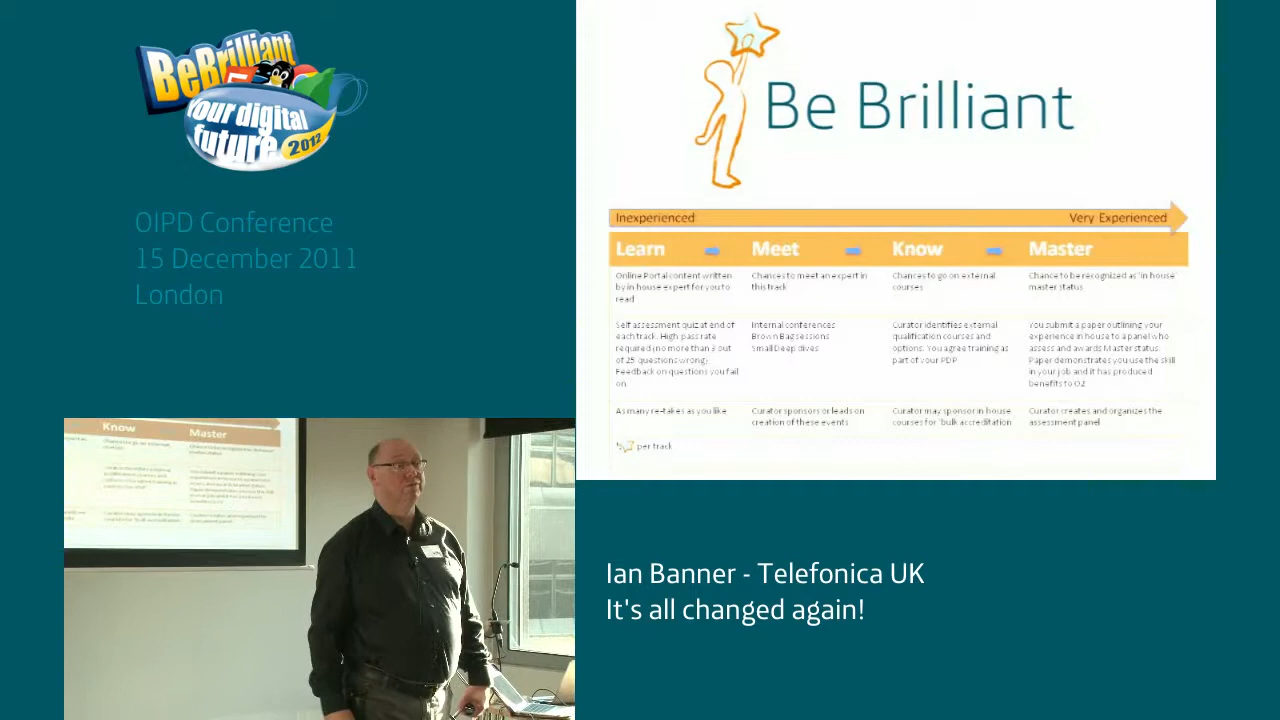 BeBrilliant
Your digital
future
2012
OIPD Conference
15 December 2011
London
Be Brilliant
Inexperienced
Very Experienced
Learn
Meet
Know
Master
Online Portal content written
by in house expert for you to
read
Chances to meet an expert in
this track
Chances to go on external
courses
Chance to be recognized as 'in house'
master status
Self assessment quiz at end of
each track. High pass rate
required (no more than 3 out
of 25 questions wrong)
Feedback on questions you fail
on
Internal conferences
Brown Bag sessions
Small Deep dives
Curator identifies external
qualification courses and
options. You agree training as
part of your PDP
You submit a paper outlining your
experience in house to a panel who
assess and awards Master status.
Paper demonstrates you use the skill
in your job and it has produced
benefits to O2
As many re-takes as you like
Curator sponsors or leads on
creation of these events
Curator may sponsor in house
courses for 'bulk accreditation
Curator creates and organizes the
assessment panel
per track
Know
Master
Ian Banner - Telefonica UK
It's all changed again!